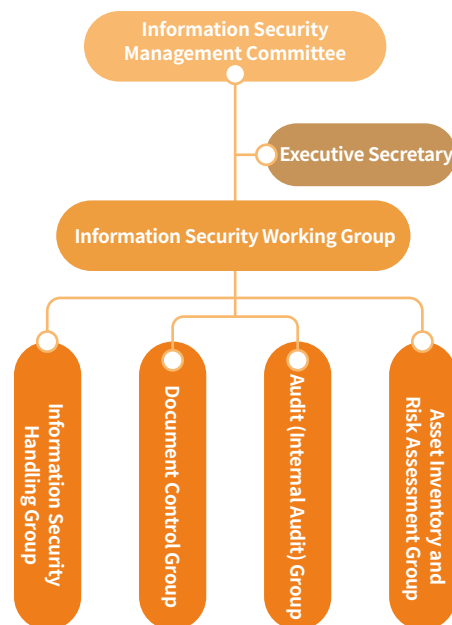 Information Security
Management Committee
Executive Secretary
Information Security Working Group
Information Security
Handling Group
Document Control Group
Audit (Internal Audit) Group
Asset Inventory and
Risk Assessment Group